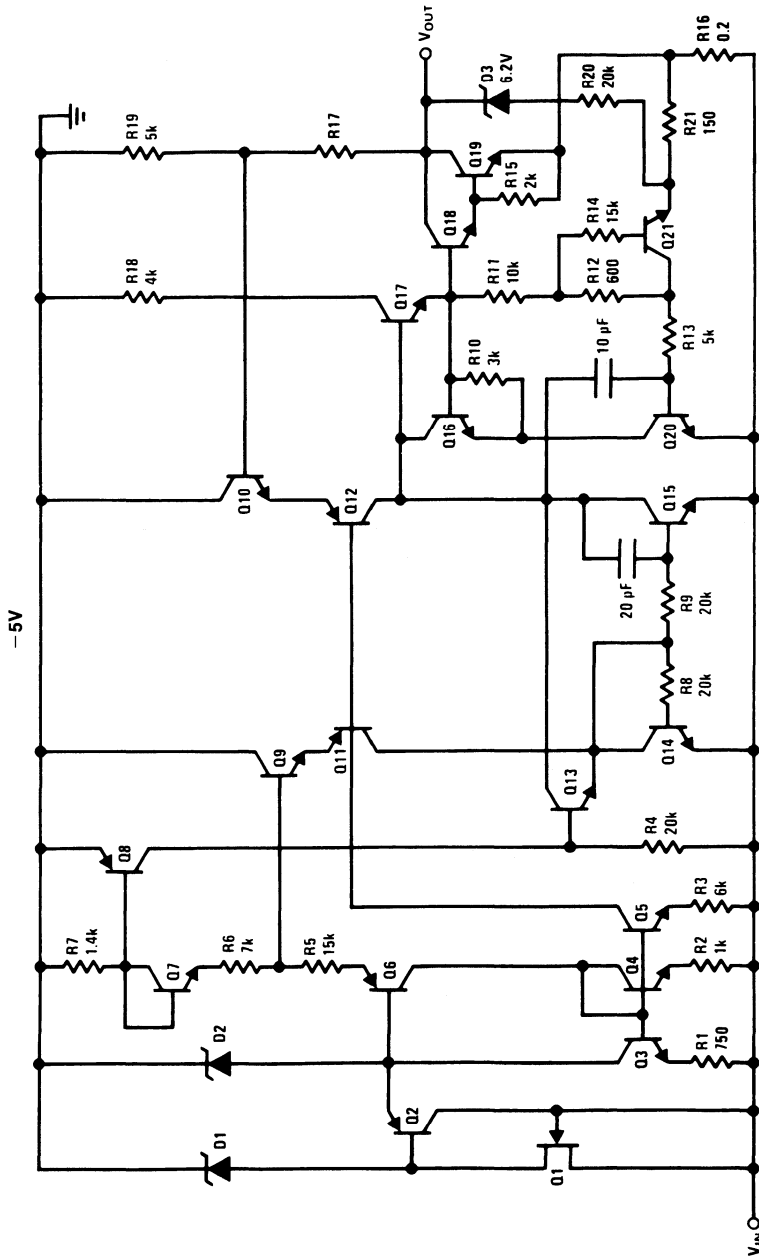 −5V
R7
1.4k
D1
D2
Q7
Q8
R6
7k
R5
15k
Q6
Q2
Q1
Q3
Q4
Q5
R1
750
R2
1k
R3
6k
R4
20k
Q9
Q11
Q13
Q14
R8
20k
R9
20k
20 µF
Q15
Q10
Q12
Q16
R10
3k
10 µF
Q20
R13
5k
R18
4k
Q17
R11
10k
R12
600
R14
15k
Q21
R19
5k
R17
Q18
Q19
R15
2k
D3
6.2V
R20
20k
R21
150
R16
0.2
VOUT
VIN